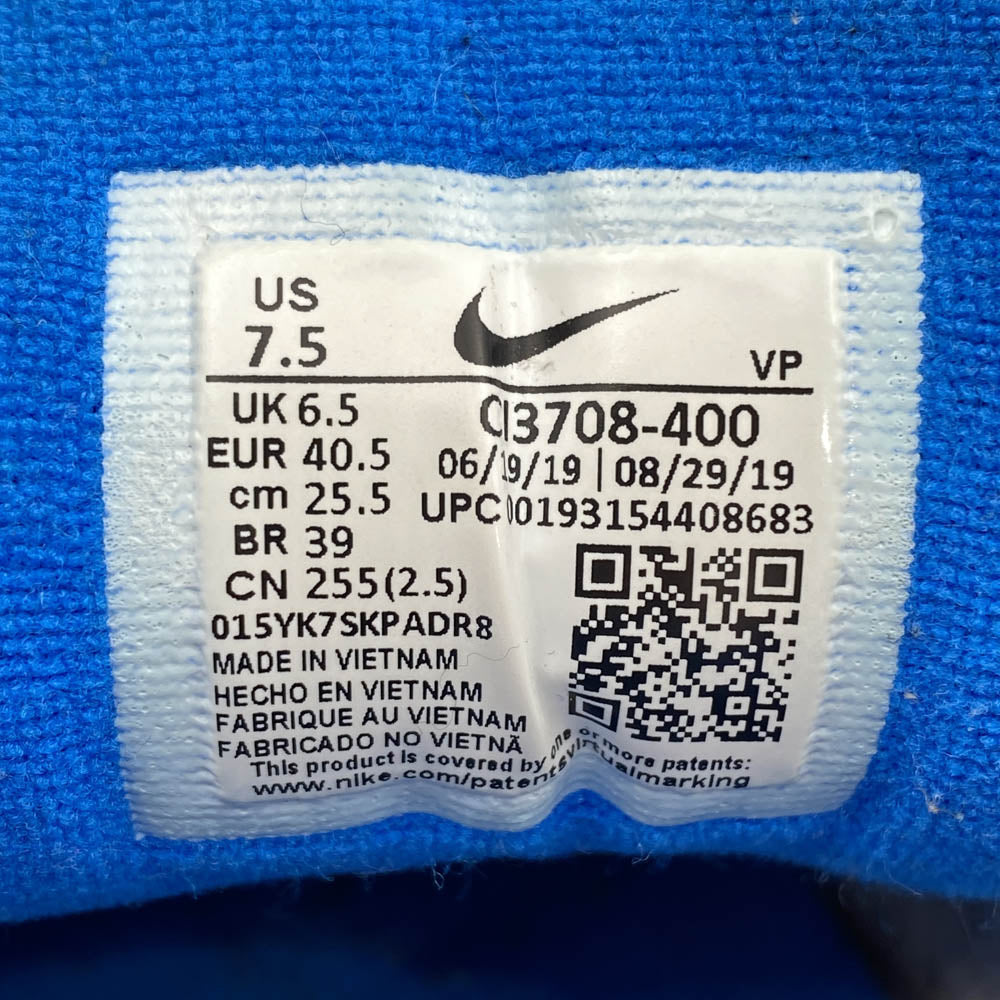 US
7.5
VP
UK 6.5
EUR 40.5
cm 25.5
BR 39
CN 255(2.5)
CI3708-400
06/19/19 | 08/29/19
UPC 00193154408683
015YK7SKPADR8
MADE IN VIETNAM
HECHO EN VIETNAM
FABRIQUE AU VIETNAM
FABRICADO NO VIETNÃ
This product is covered by one or more patents:
www.nike.com/patentsvirtualmarking